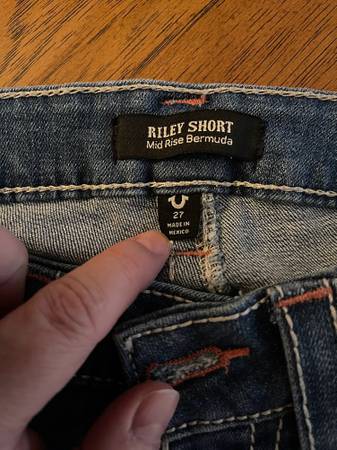 RILEY SHORT
Mid Rise Bermuda
27
MADE IN
MEXICO